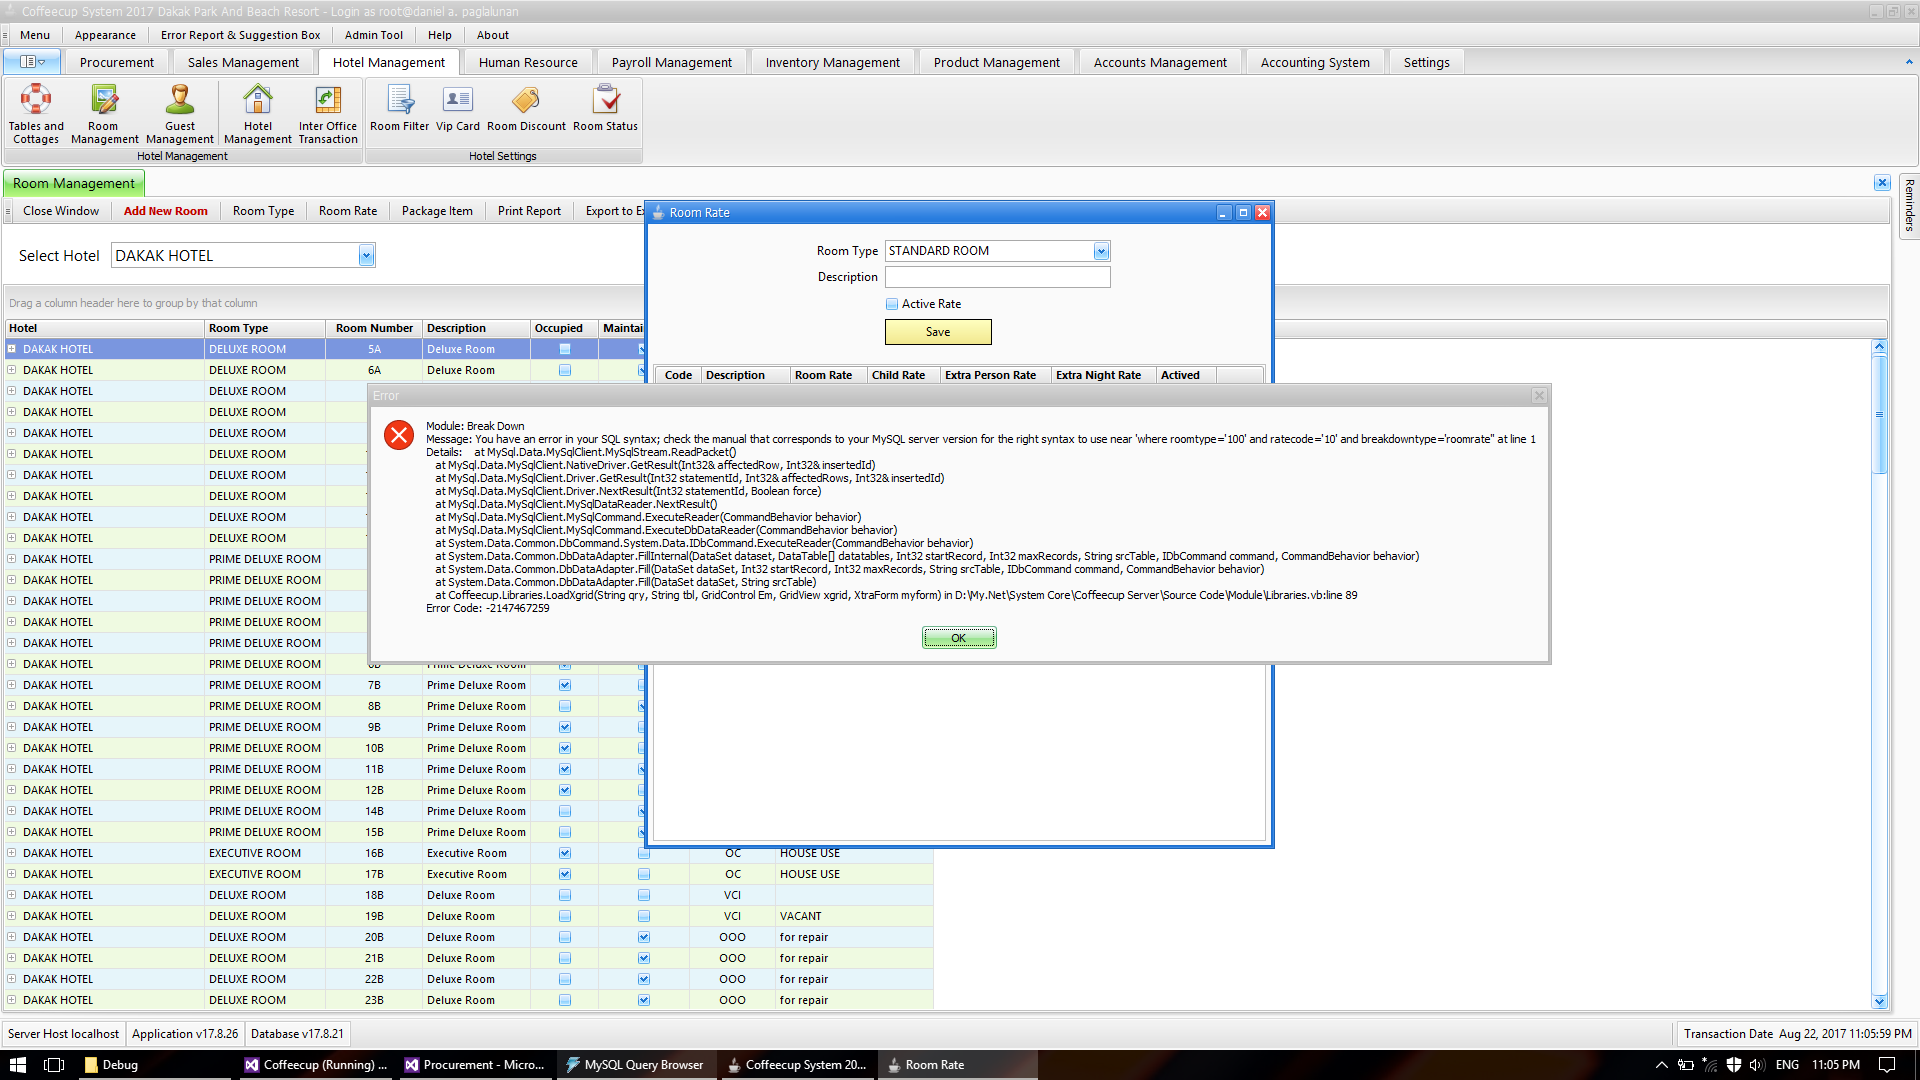 Coffeecup System 2017 Dakak Park And Beach Resort - Login as root@daniel a. paglalunan
Menu Appearance Error Report & Suggestion Box Admin Tool Help About
Procurement Sales Management Hotel Management Human Resource Payroll Management Inventory Management Product Management Accounts Management Accounting System Settings
Tables and Cottages Room Management Guest Management Hotel Management Inter Office Transaction Room Filter Vip Card Room Discount Room Status
Hotel Management Hotel Settings
Room Management
Reminders
Close Window Add New Room Room Type Room Rate Package Item Print Report Export to Ex
Select Hotel DAKAK HOTEL
Drag a column header here to group by that column
Hotel Room Type Room Number Description Occupied Maintai
DAKAK HOTEL DELUXE ROOM 5A Deluxe Room
DAKAK HOTEL DELUXE ROOM 6A Deluxe Room
DAKAK HOTEL DELUXE ROOM
DAKAK HOTEL DELUXE ROOM
DAKAK HOTEL DELUXE ROOM
DAKAK HOTEL DELUXE ROOM
DAKAK HOTEL DELUXE ROOM
DAKAK HOTEL DELUXE ROOM
DAKAK HOTEL DELUXE ROOM
DAKAK HOTEL DELUXE ROOM
DAKAK HOTEL PRIME DELUXE ROOM
DAKAK HOTEL PRIME DELUXE ROOM
DAKAK HOTEL PRIME DELUXE ROOM
DAKAK HOTEL PRIME DELUXE ROOM
DAKAK HOTEL PRIME DELUXE ROOM
DAKAK HOTEL PRIME DELUXE ROOM 6B Prime Deluxe Room
DAKAK HOTEL PRIME DELUXE ROOM 7B Prime Deluxe Room
DAKAK HOTEL PRIME DELUXE ROOM 8B Prime Deluxe Room
DAKAK HOTEL PRIME DELUXE ROOM 9B Prime Deluxe Room
DAKAK HOTEL PRIME DELUXE ROOM 10B Prime Deluxe Room
DAKAK HOTEL PRIME DELUXE ROOM 11B Prime Deluxe Room
DAKAK HOTEL PRIME DELUXE ROOM 12B Prime Deluxe Room
DAKAK HOTEL PRIME DELUXE ROOM 14B Prime Deluxe Room
DAKAK HOTEL PRIME DELUXE ROOM 15B Prime Deluxe Room
DAKAK HOTEL EXECUTIVE ROOM 16B Executive Room OC HOUSE USE
DAKAK HOTEL EXECUTIVE ROOM 17B Executive Room OC HOUSE USE
DAKAK HOTEL DELUXE ROOM 18B Deluxe Room VCI
DAKAK HOTEL DELUXE ROOM 19B Deluxe Room VCI VACANT
DAKAK HOTEL DELUXE ROOM 20B Deluxe Room OOO for repair
DAKAK HOTEL DELUXE ROOM 21B Deluxe Room OOO for repair
DAKAK HOTEL DELUXE ROOM 22B Deluxe Room OOO for repair
DAKAK HOTEL DELUXE ROOM 23B Deluxe Room OOO for repair
Room Rate
Room Type STANDARD ROOM
Description
Active Rate
Save
Code Description Room Rate Child Rate Extra Person Rate Extra Night Rate Actived
Error
Module: Break Down
Message: You have an error in your SQL syntax; check the manual that corresponds to your MySQL server version for the right syntax to use near 'where roomtype='100' and ratecode='10' and breakdowntype='roomrate'' at line 1
Details: at MySql.Data.MySqlClient.MySqlStream.ReadPacket()
at MySql.Data.MySqlClient.NativeDriver.GetResult(Int32& affectedRow, Int32& insertedId)
at MySql.Data.MySqlClient.Driver.GetResult(Int32 statementId, Int32& affectedRows, Int32& insertedId)
at MySql.Data.MySqlClient.Driver.NextResult(Int32 statementId, Boolean force)
at MySql.Data.MySqlClient.MySqlDataReader.NextResult()
at MySql.Data.MySqlClient.MySqlCommand.ExecuteReader(CommandBehavior behavior)
at MySql.Data.MySqlClient.MySqlCommand.ExecuteDbDataReader(CommandBehavior behavior)
at System.Data.Common.DbCommand.System.Data.IDbCommand.ExecuteReader(CommandBehavior behavior)
at System.Data.Common.DbDataAdapter.FillInternal(DataSet dataset, DataTable[] datatables, Int32 startRecord, Int32 maxRecords, String srcTable, IDbCommand command, CommandBehavior behavior)
at System.Data.Common.DbDataAdapter.Fill(DataSet dataSet, Int32 startRecord, Int32 maxRecords, String srcTable, IDbCommand command, CommandBehavior behavior)
at System.Data.Common.DbDataAdapter.Fill(DataSet dataSet, String srcTable)
at Coffeecup.Libraries.LoadXgrid(String qry, String tbl, GridControl Em, GridView xgrid, XtraForm myform) in D:\My.Net\System Core\Coffeecup Server\Source Code\Module\Libraries.vb:line 89
Error Code: -2147467259
OK
Server Host localhost Application v17.8.26 Database v17.8.21 Transaction Date Aug 22, 2017 11:05:59 PM
Debug Coffeecup (Running) ... Procurement - Micro... MySQL Query Browser Coffeecup System 20... Room Rate ENG 11:05 PM